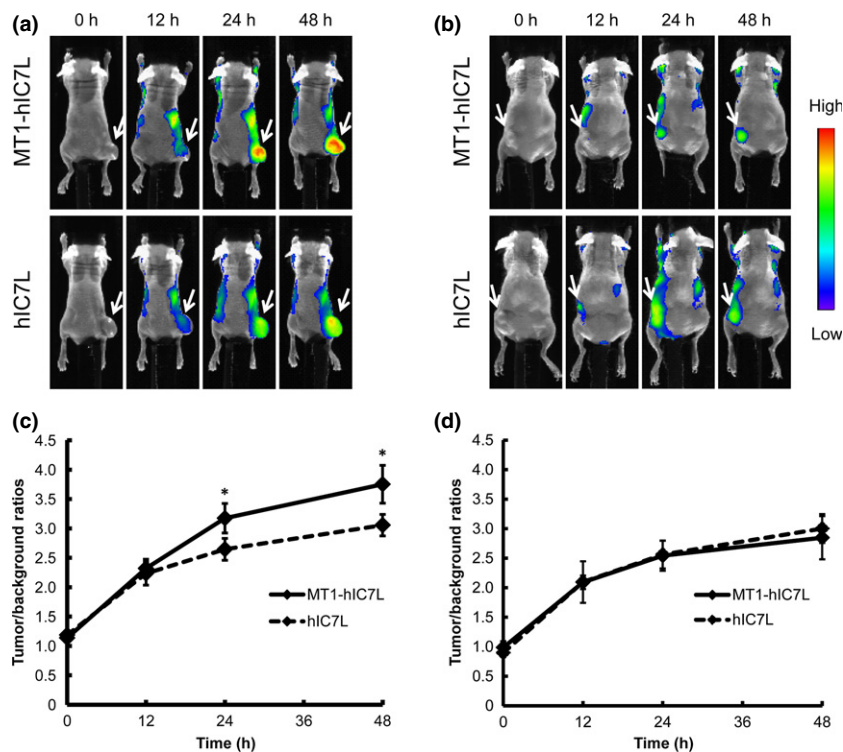 (a)
0 h 12 h 24 h 48 h
MT1-hIC7L
hIC7L
(b)
0 h 12 h 24 h 48 h
MT1-hIC7L
hIC7L
High
Low
(c)
4.5
4.0
3.5
3.0
2.5
2.0
1.5
1.0
0.5
0
Tumor/background ratios
* *
MT1-hIC7L
hIC7L
0 12 24 36 48
Time (h)
(d)
4.5
4.0
3.5
3.0
2.5
2.0
1.5
1.0
0.5
0.0
Tumor/background ratios
MT1-hIC7L
hIC7L
0 12 24 36 48
Time (h)